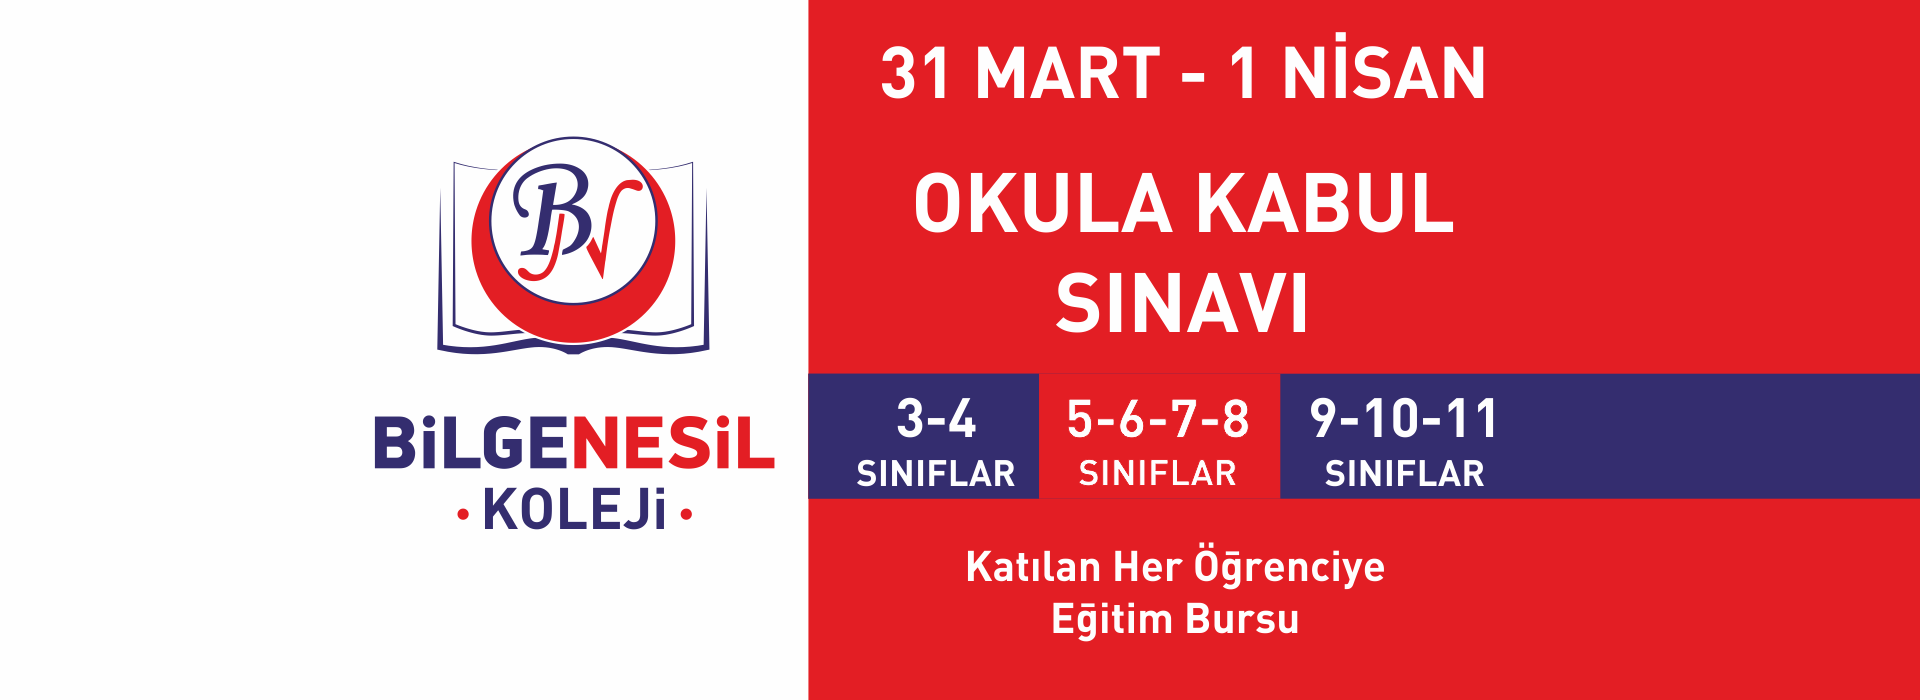 BN
BiLGENESiL
• KOLEJi •
31 MART - 1 NİSAN
OKULA KABUL
SINAVI
3-4
SINIFLAR
5-6-7-8
SINIFLAR
9-10-11
SINIFLAR
Katılan Her Öğrenciye
Eğitim Bursu